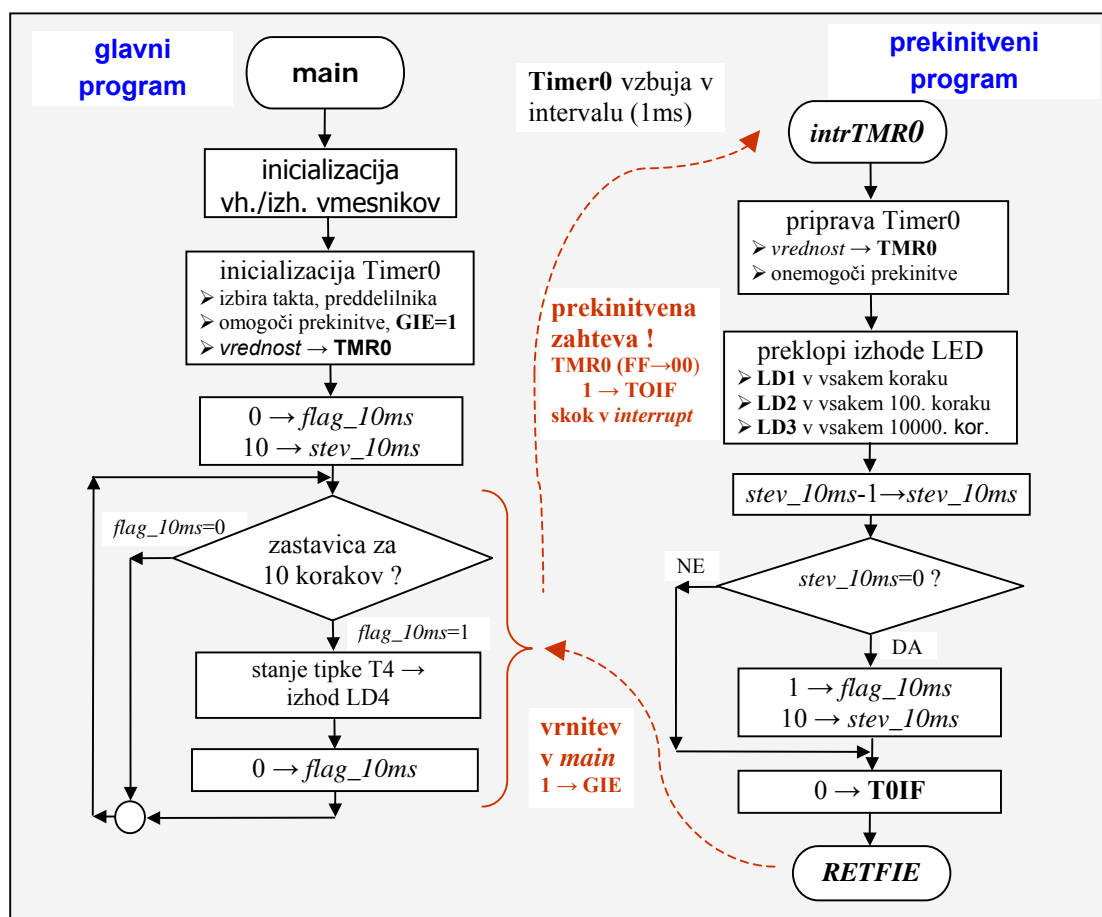 glavni
program
main
inicializacija
vh./izh. vmesnikov
inicializacija Timer0
➢ izbira takta, preddelilnika
➢ omogoči prekinitve, GIE=1
➢ vrednost → TMR0
0 → flag_10ms
10 → stev_10ms
flag_10ms=0
zastavica za
10 korakov ?
flag_10ms=1
stanje tipke T4 →
izhod LD4
0 → flag_10ms
Timer0 vzbuja v
intervalu (1ms)
prekinitvena
zahteva !
TMR0 (FF→00)
1 → TOIF
skok v interrupt
vrnitev
v main
1 → GIE
prekinitveni
program
intrTMR0
priprava Timer0
➢ vrednost → TMR0
➢ onemogoči prekinitve
preklopi izhode LED
➢ LD1 v vsakem koraku
➢ LD2 v vsakem 100. koraku
➢ LD3 v vsakem 10000. kor.
stev_10ms-1→stev_10ms
NE
stev_10ms=0 ?
DA
1 → flag_10ms
10 → stev_10ms
0 → T0IF
RETFIE